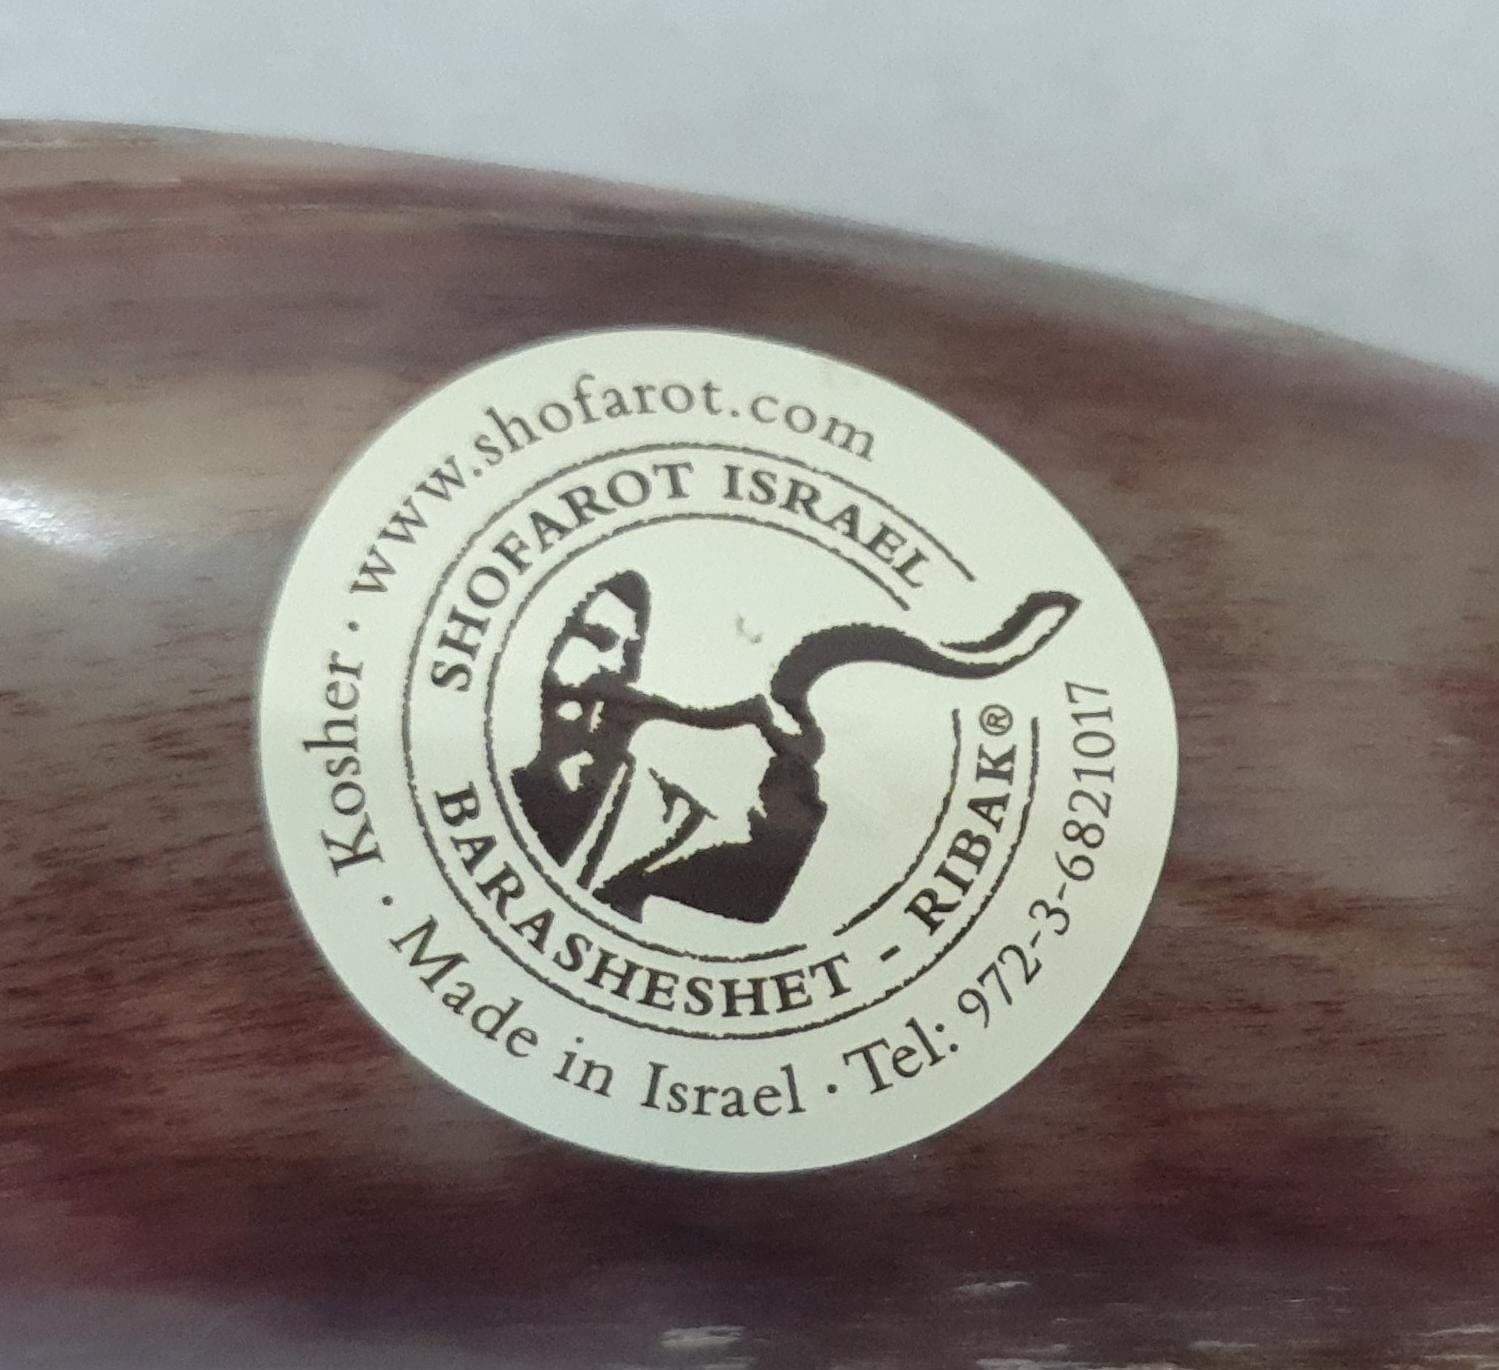 Kosher · www.shofarot.com
SHOFAROT ISRAEL
BARASHESHET - RIBAK®
· Made in Israel · Tel: 972-3-6821017